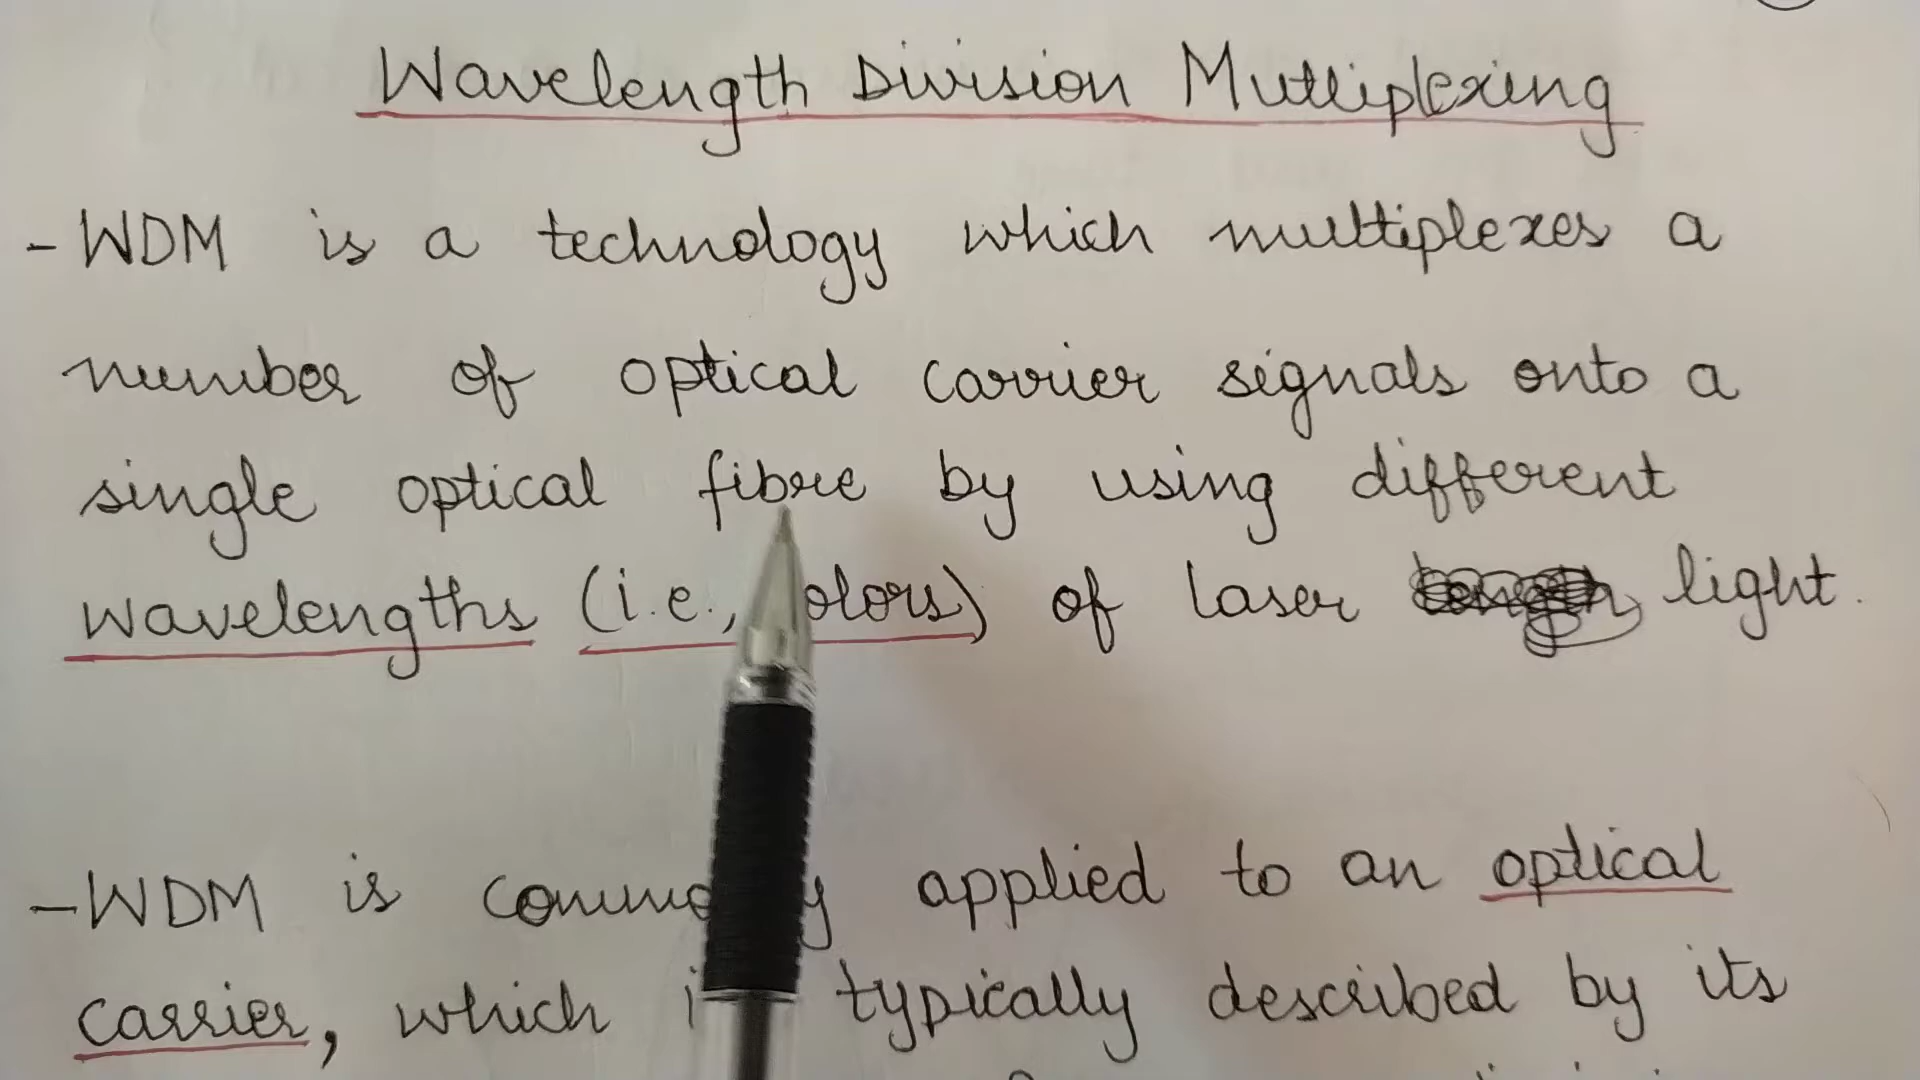 Wavelength Division Multiplexing
- WDM is a technology which multiplexes a
number of optical carrier signals onto a
single optical fibre by using different
wavelengths (i.e., olors) of laser light.
- WDM is applied to an optical
carrier, which typically described by its